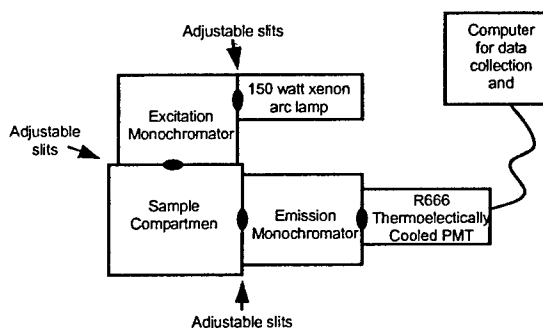 Adjustable slits
Computer
for data
collection
and
150 watt xenon
arc lamp
Excitation
Monochromator
Adjustable
slits
Sample
Compartmen
Emission
Monochromator
R666
Thermoelectically
Cooled PMT
Adjustable slits